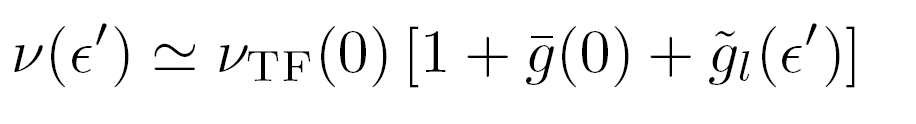 ν(ϵ′) ≃ ν_TF(0) [1 + ḡ(0) + g̃_l(ϵ′)]